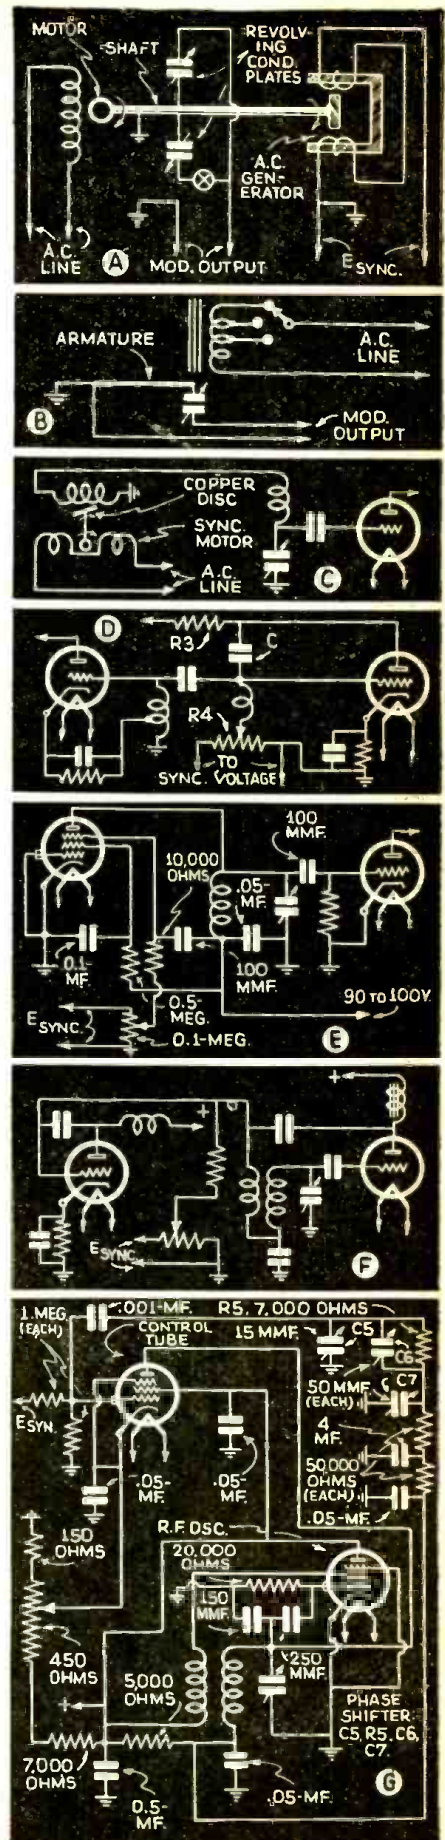 MOTOR
SHAFT
REVOLV-
ING
COND.
PLATES
A.C.
GEN-
ERATOR
A.C.
LINE
A
MOD. OUTPUT
E SYNC.
ARMATURE
A.C.
LINE
B
MOD.
OUTPUT
COPPER
DISC
SYNC.
MOTOR
A.C.
LINE
C
D
R3
C
R4
TO
SYNC. VOLTAGE
100
MMF.
10,000
OHMS
.05-
MF.
0.1-
MF.
100
MMF.
0.5-
MEG.
E SYNC.
0.1-MEG.
90 TO 100V.
E
+
+
E SYNC.
F
1. MEG.
(EACH)
.001-MF.
R5, 7,000 OHMS
CONTROL
TUBE
15 MMF.
C5
C6
C7
50 MMF.
(EACH)
E SYN.
4
MF.
50,000
OHMS
(EACH)
.05-
MF.
.05-
MF.
.05-MF.
150
OHMS
R.F. OSC.
20,000
OHMS
150
MMF.
450
OHMS
250
MMF.
5,000
OHMS
+
PHASE
SHIFTER
C5, R5, C6,
C7.
7,000
OHMS
0.5-MF.
.05-MF.
G